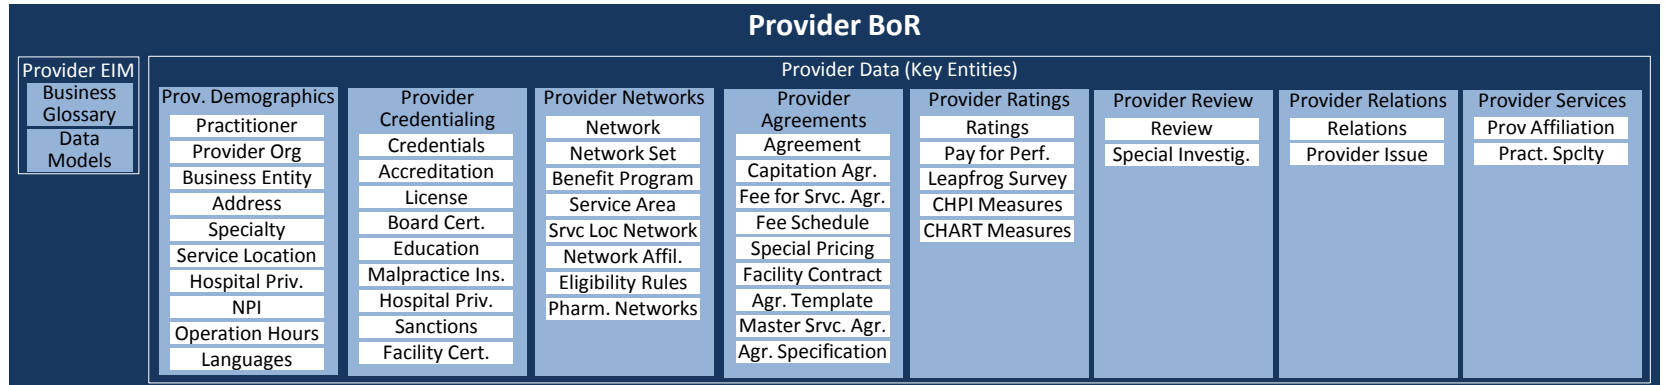 Provider BoR
Provider EIM
Business
Glossary
Data
Models
Provider Data (Key Entities)
Prov. Demographics
Practitioner
Provider Org
Business Entity
Address
Specialty
Service Location
Hospital Priv.
NPI
Operation Hours
Languages
Provider
Credentialing
Credentials
Accreditation
License
Board Cert.
Education
Malpractice Ins.
Hospital Priv.
Sanctions
Facility Cert.
Provider Networks
Network
Network Set
Benefit Program
Service Area
Srvc Loc Network
Network Affil.
Eligibility Rules
Pharm. Networks
Provider
Agreements
Agreement
Capitation Agr.
Fee for Srvc. Agr.
Fee Schedule
Special Pricing
Facility Contract
Agr. Template
Master Srvc. Agr.
Agr. Specification
Provider Ratings
Ratings
Pay for Perf.
Leapfrog Survey
CHPI Measures
CHART Measures
Provider Review
Review
Special Investig.
Provider Relations
Relations
Provider Issue
Provider Services
Prov Affiliation
Pract. Spclty